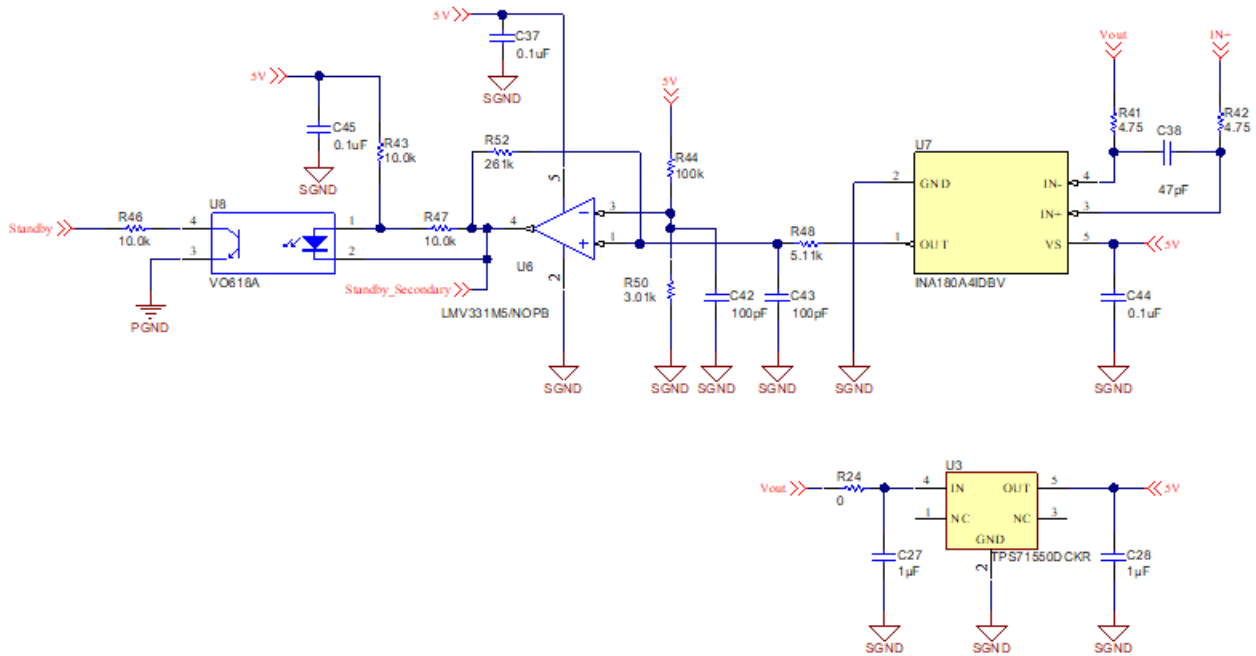 5V
C37
0.1uF
SGND
Vout
IN+
5V
C45
0.1uF
SGND
R43
10.0k
R52
261k
5V
R44
100k
R41
4.75
C38
47pF
R42
4.75
U7
2
GND
IN-
4
IN+
3
1
OUT
VS
5
5V
INA180A4IDBV
Standby
R46
10.0k
U8
4
3
1
2
VO618A
PGND
R47
10.0k
Standby_Secondary
4
5
3
1
2
U6
LMV331M5/NOPB
SGND
R50
3.01k
SGND
C42
100pF
SGND
R48
5.11k
C43
100pF
SGND
SGND
C44
0.1uF
SGND
Vout
R24
0
C27
1µF
SGND
U3
4
IN
OUT
5
1
NC
NC
3
GND
2
TPS71550DCKR
SGND
5V
C28
1µF
SGND